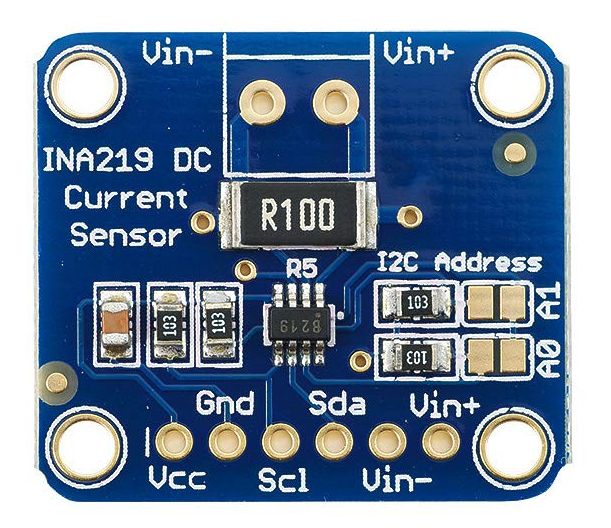 Vin-
Vin+
INA219 DC
Current
Sensor
R100
R5
I2C Address
103
103
103
103
B219
A1
A0
Gnd
Sda
Vin+
Vcc
Scl
Vin-